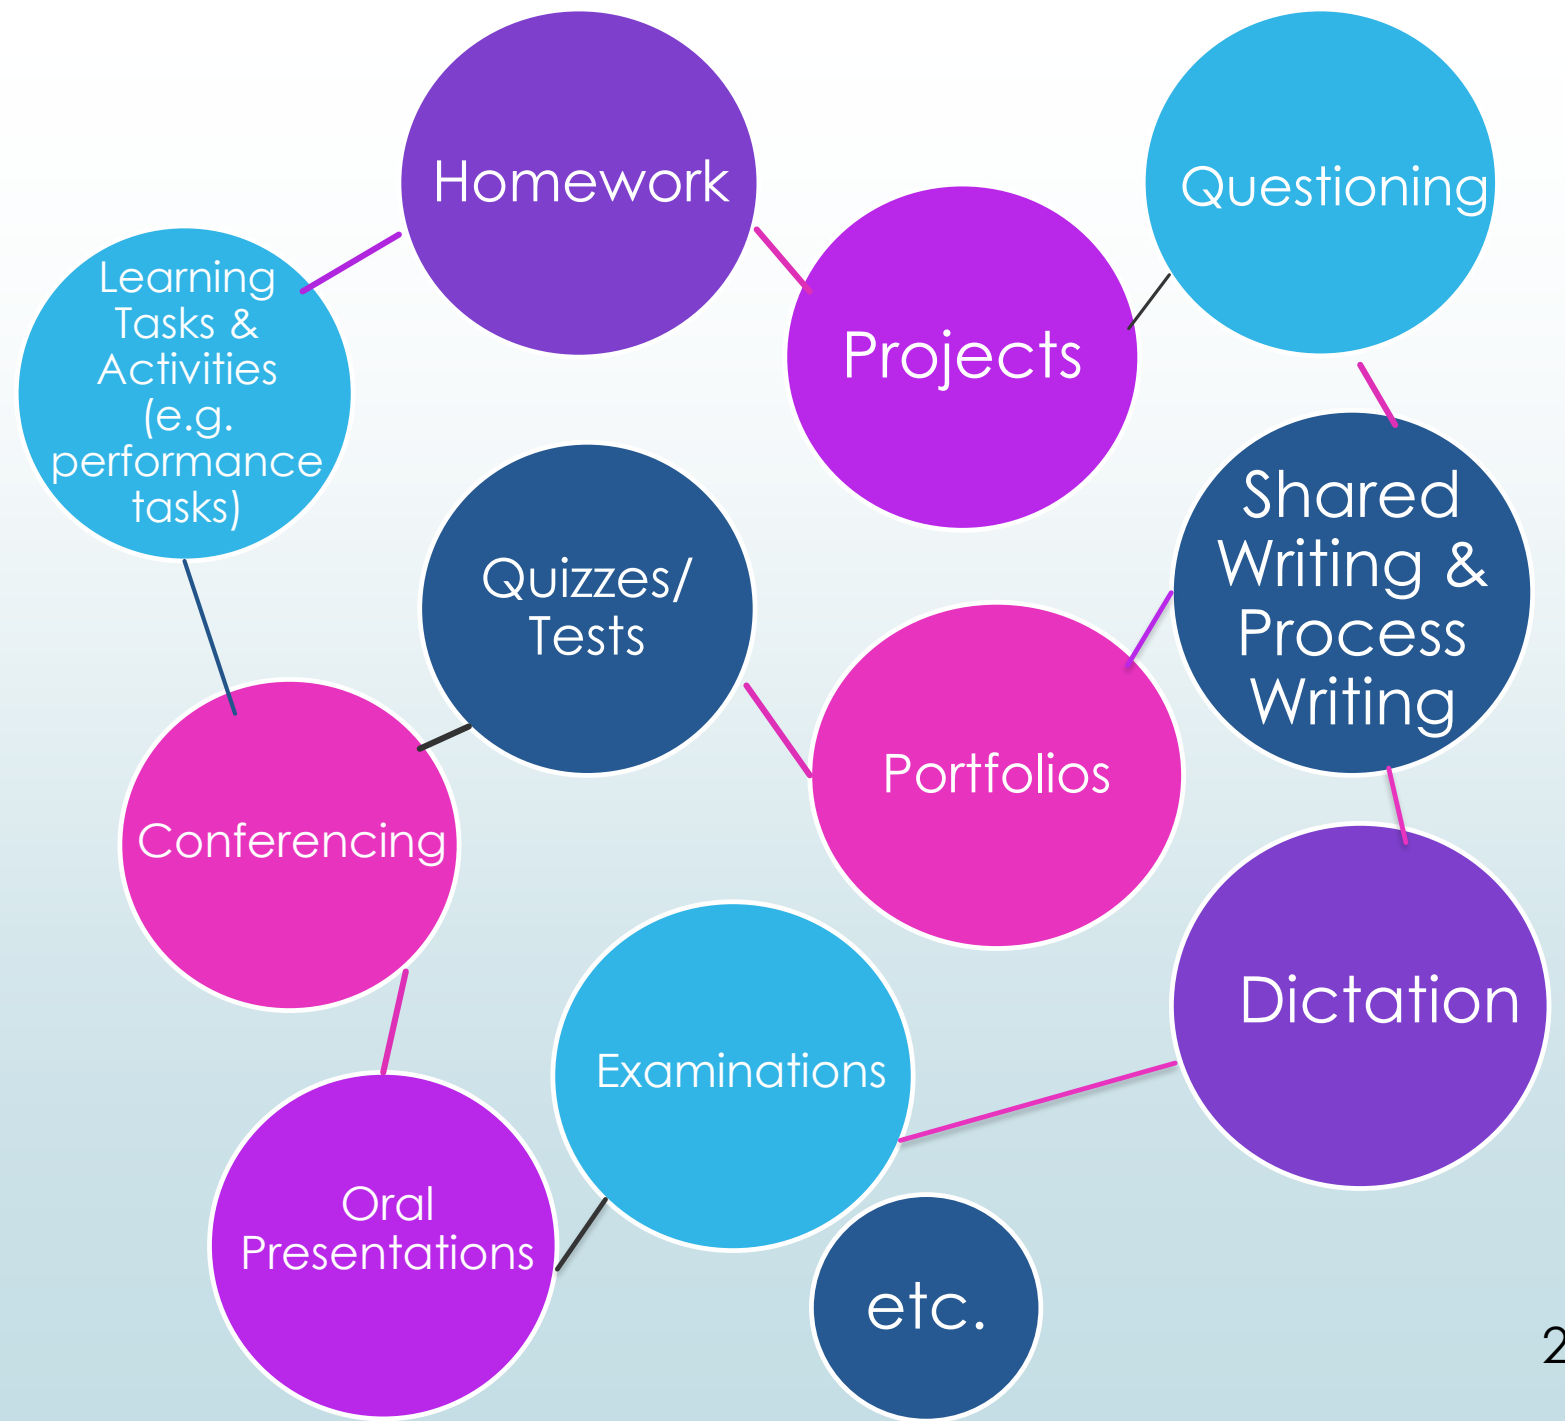 Homework
Questioning
Learning
Tasks &
Activities
(e.g.
performance
tasks)
Projects
Shared
Writing &
Process
Writing
Quizzes/
Tests
Portfolios
Conferencing
Dictation
Examinations
Oral
Presentations
etc.
2